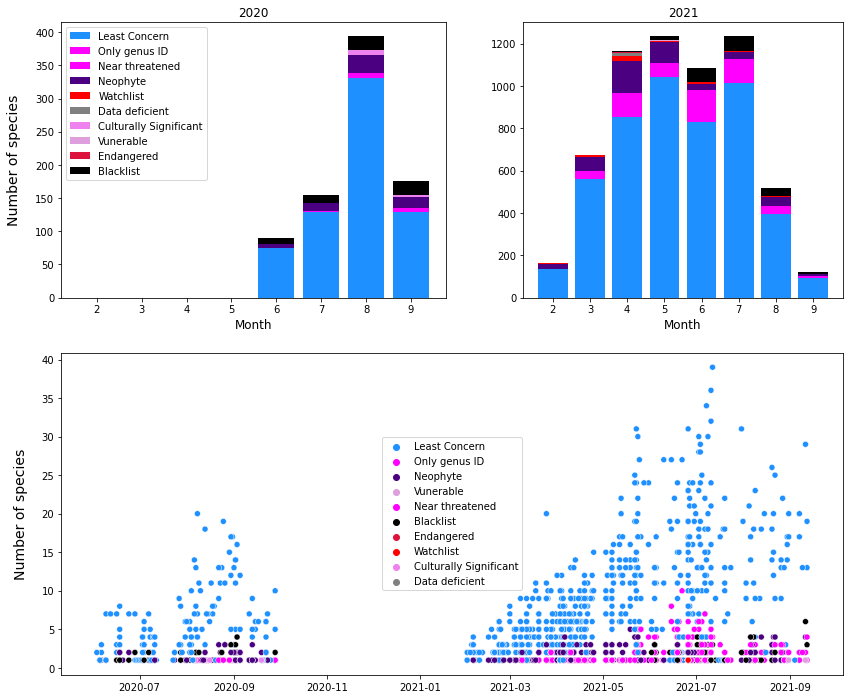 2020
2021
Number of species
400
350
300
250
200
150
100
50
0
Least Concern
Only genus ID
Near threatened
Neophyte
Watchlist
Data deficient
Culturally Significant
Vunerable
Endangered
Blacklist
2 3 4 5 6 7 8 9
Month
1200
1000
800
600
400
200
0
2 3 4 5 6 7 8 9
Month
Number of species
40
35
30
25
20
15
10
5
0
Least Concern
Only genus ID
Neophyte
Vunerable
Near threatened
Blacklist
Endangered
Watchlist
Culturally Significant
Data deficient
2020-07 2020-09 2020-11 2021-01 2021-03 2021-05 2021-07 2021-09